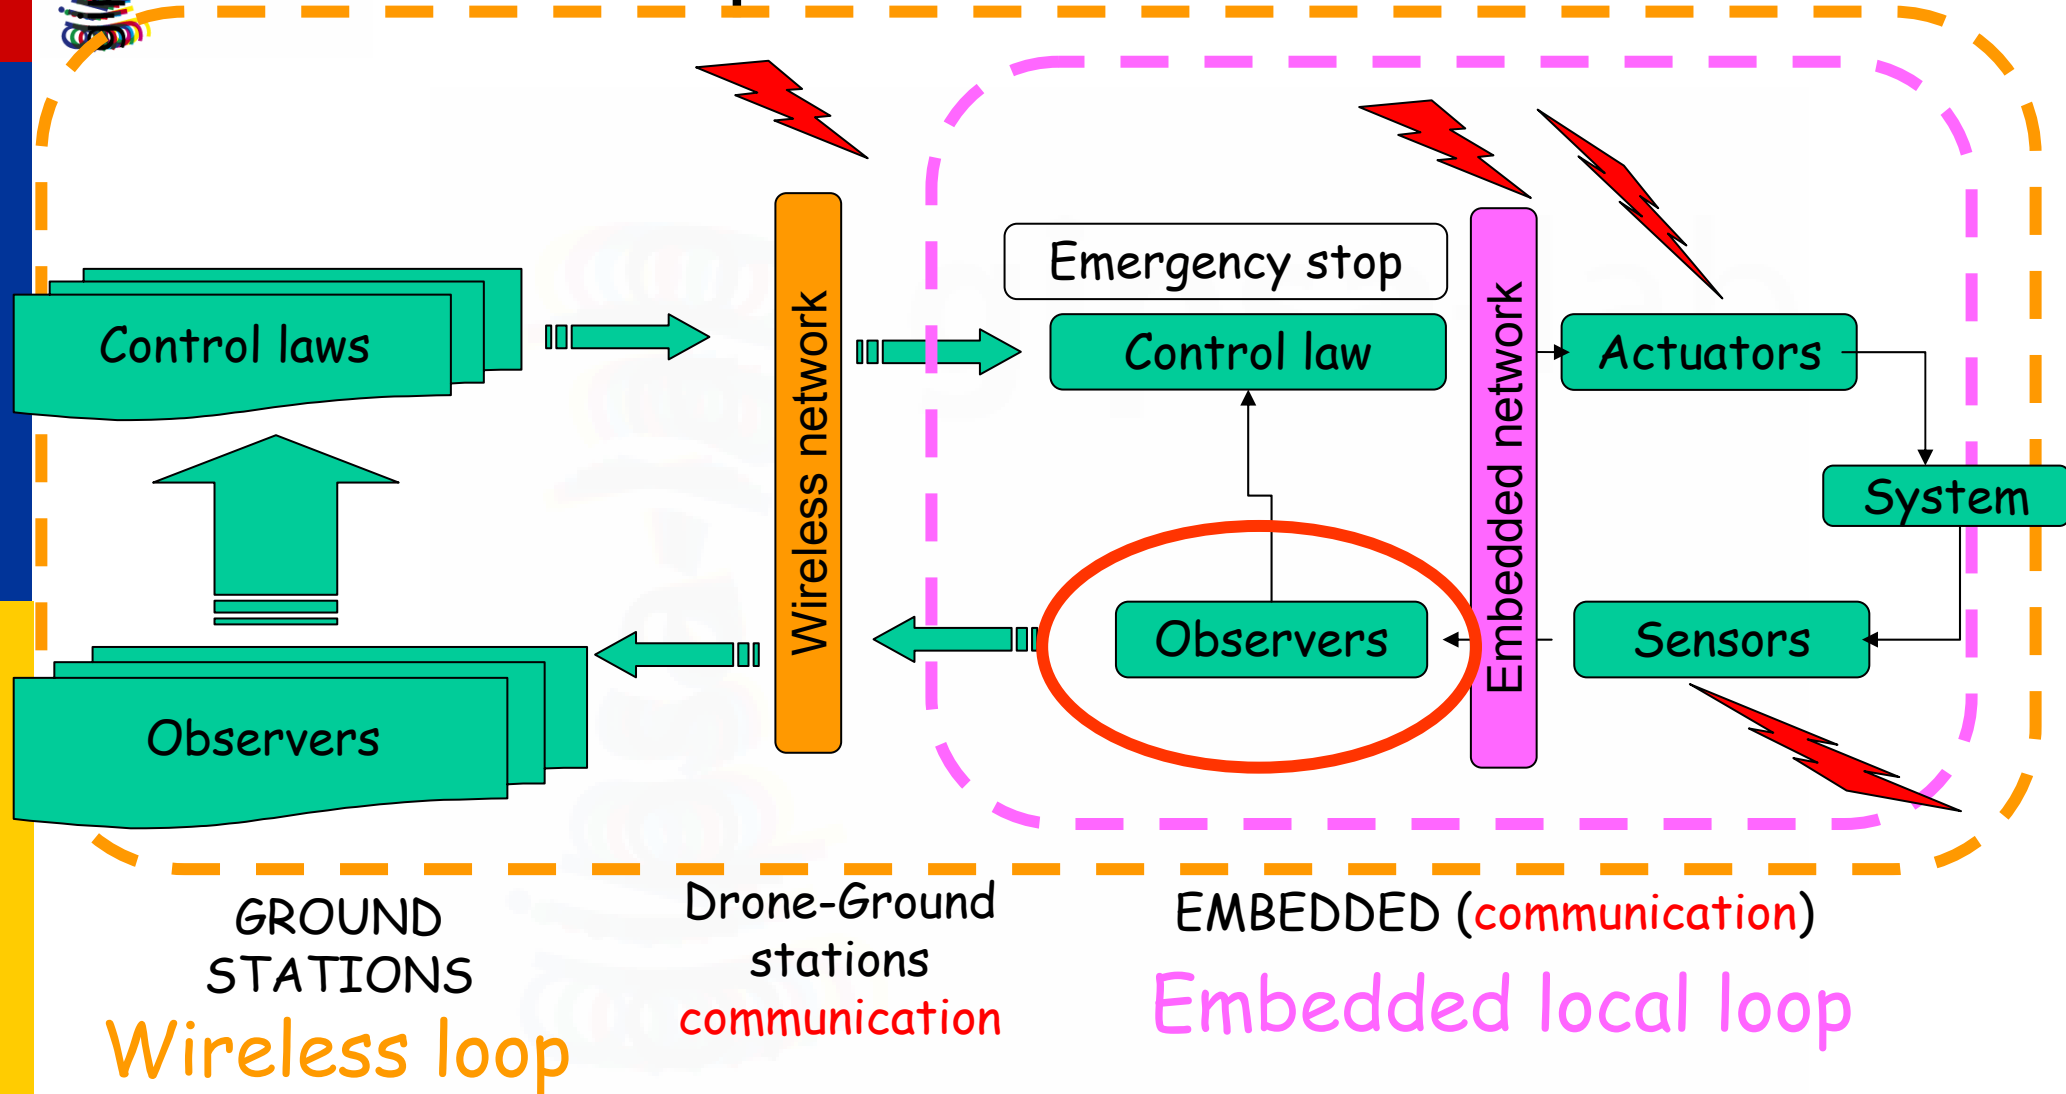 Emergency stop
Control laws
Wireless network
Control law
Embedded network
Actuators
System
Observers
Observers
Sensors
GROUND
STATIONS
Wireless loop
Drone-Ground
stations
communication
EMBEDDED (communication)
Embedded local loop